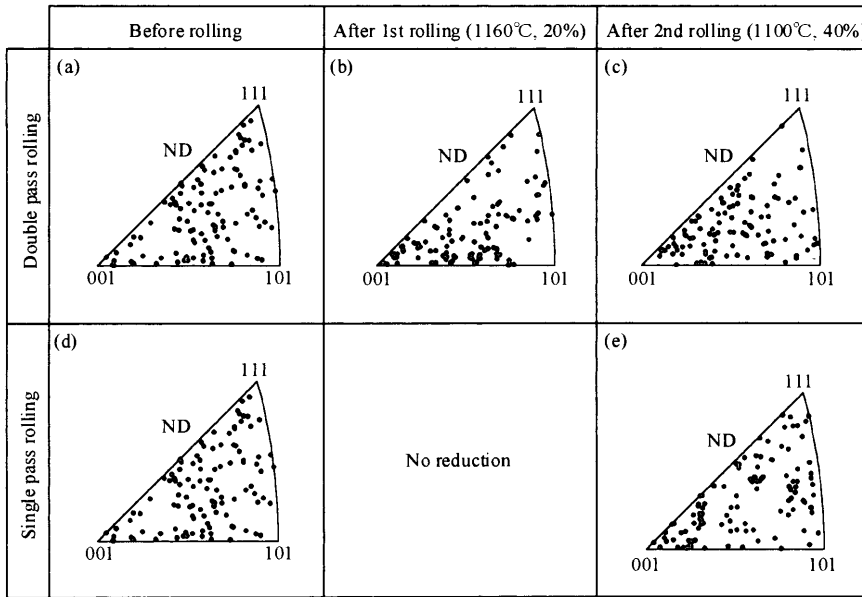 Before rolling
After 1st rolling (1160℃, 20%)
After 2nd rolling (1100℃, 40%)
Double pass rolling
(a)
111
ND
001
101
(b)
111
ND
001
101
(c)
111
ND
001
101
Single pass rolling
(d)
111
ND
001
101
No reduction
(e)
111
ND
001
101